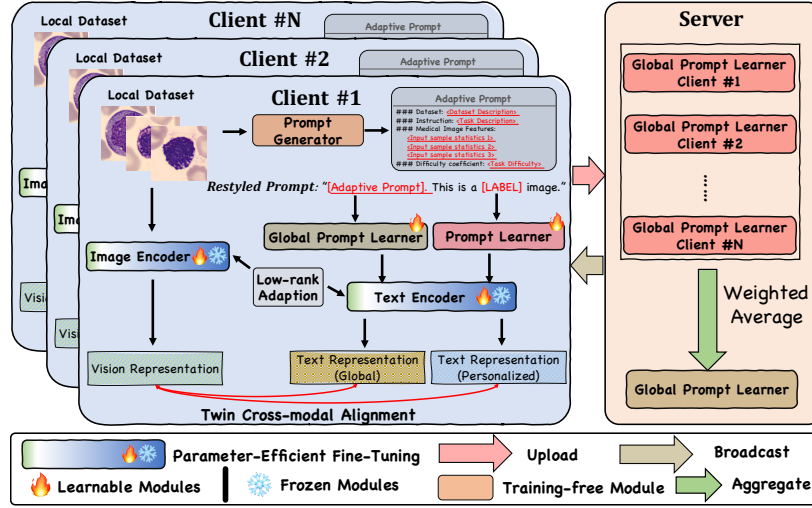 Client #N
Local Dataset
Adaptive Prompt
Client #2
Local Dataset
Adaptive Prompt
Client #1
Local Dataset
Prompt
Generator
Adaptive Prompt
### Dataset: <Dataset Description>
### Instruction: <Task Description>
### Medical Image Features:
<Input sample statistics 1>
<Input sample statistics 2>
<Input sample statistics 3>
### Difficulty coefficient: <Task Difficulty>
Restyled Prompt: “[Adaptive Prompt]. This is a [LABEL] image.”
Global Prompt Learner
Prompt Learner
Ima
Ima
Image Encoder
Low-rank
Adaption
Text Encoder
Visi
Vis
Vision Representation
Text Representation
(Global)
Text Representation
(Personalized)
Twin Cross-modal Alignment
Server
Global Prompt Learner
Client #1
Global Prompt Learner
Client #2
......
Global Prompt Learner
Client #N
Weighted
Average
Global Prompt Learner
Parameter-Efficient Fine-Tuning
Upload
Broadcast
Learnable Modules
Frozen Modules
Training-free Module
Aggregate